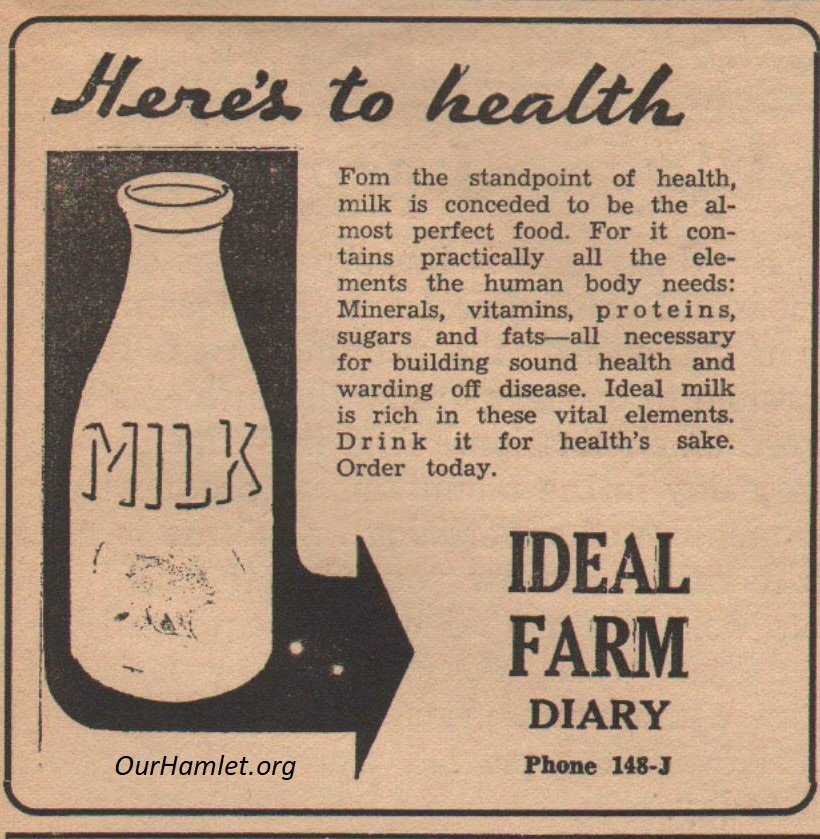 Here's to health
Fom the standpoint of health,
milk is conceded to be the al-
most perfect food. For it con-
tains practically all the ele-
ments the human body needs:
Minerals, vitamins, proteins,
sugars and fats—all necessary
for building sound health and
warding off disease. Ideal milk
is rich in these vital elements.
Drink it for health's sake.
Order today.
MILK
IDEAL
FARM
DIARY
Phone 148-J
OurHamlet.org